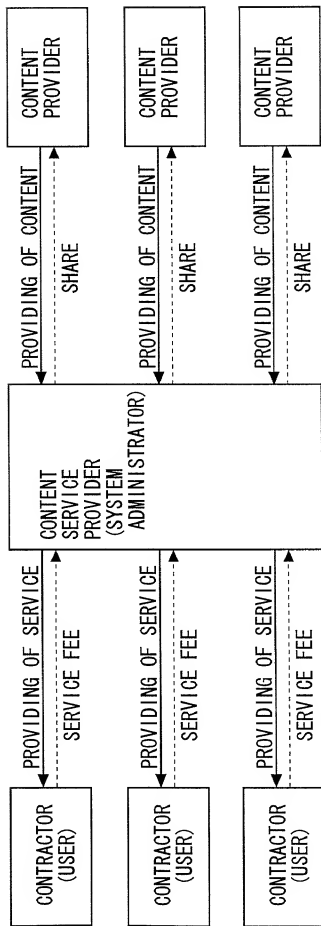 CONTENT
PROVIDER
CONTENT
PROVIDER
CONTENT
PROVIDER
PROVIDING OF CONTENT
SHARE
PROVIDING OF CONTENT
SHARE
PROVIDING OF CONTENT
SHARE
CONTENT
SERVICE
PROVIDER
(SYSTEM
ADMINISTRATOR)
PROVIDING OF SERVICE
SERVICE FEE
PROVIDING OF SERVICE
SERVICE FEE
PROVIDING OF SERVICE
SERVICE FEE
CONTRACTOR
(USER)
CONTRACTOR
(USER)
CONTRACTOR
(USER)